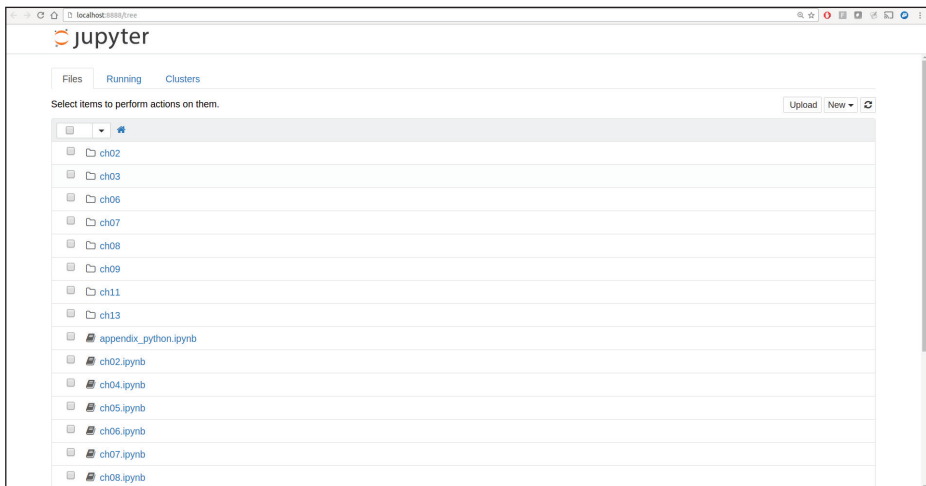 localhost:8888/tree
jupyter
Files Running Clusters
Select items to perform actions on them.
Upload New
ch02
ch03
ch06
ch07
ch08
ch09
ch11
ch13
appendix_python.ipynb
ch02.ipynb
ch04.ipynb
ch05.ipynb
ch06.ipynb
ch07.ipynb
ch08.ipynb